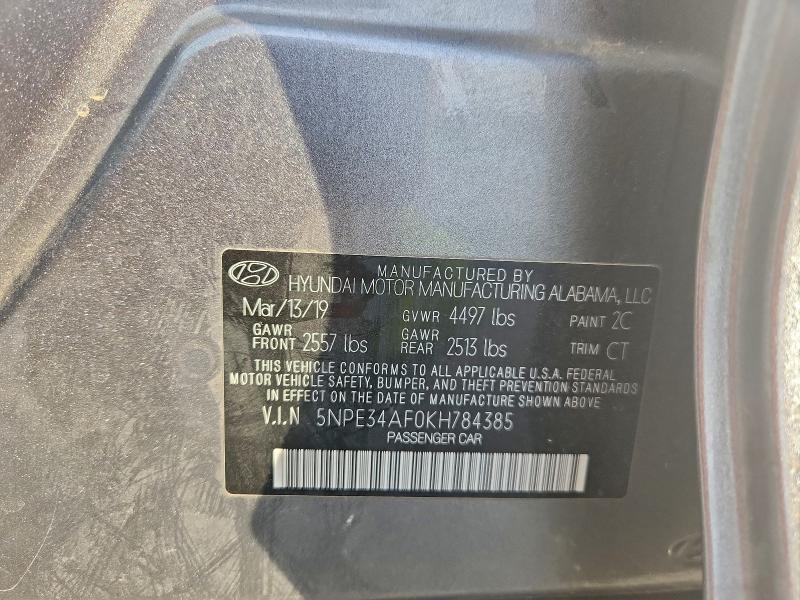 MANUFACTURED BY
HYUNDAI MOTOR MANUFACTURING ALABAMA, LLC
Mar/13/19 GVWR 4497 lbs PAINT 2C
GAWR FRONT 2557 lbs GAWR REAR 2513 lbs TRIM CT
THIS VEHICLE CONFORMS TO ALL APPLICABLE U.S.A. FEDERAL
MOTOR VEHICLE SAFETY, BUMPER, AND THEFT PREVENTION STANDARDS
IN EFFECT ON THE DATE OF MANUFACTURE SHOWN ABOVE
V.I.N 5NPE34AF0KH784385
PASSENGER CAR